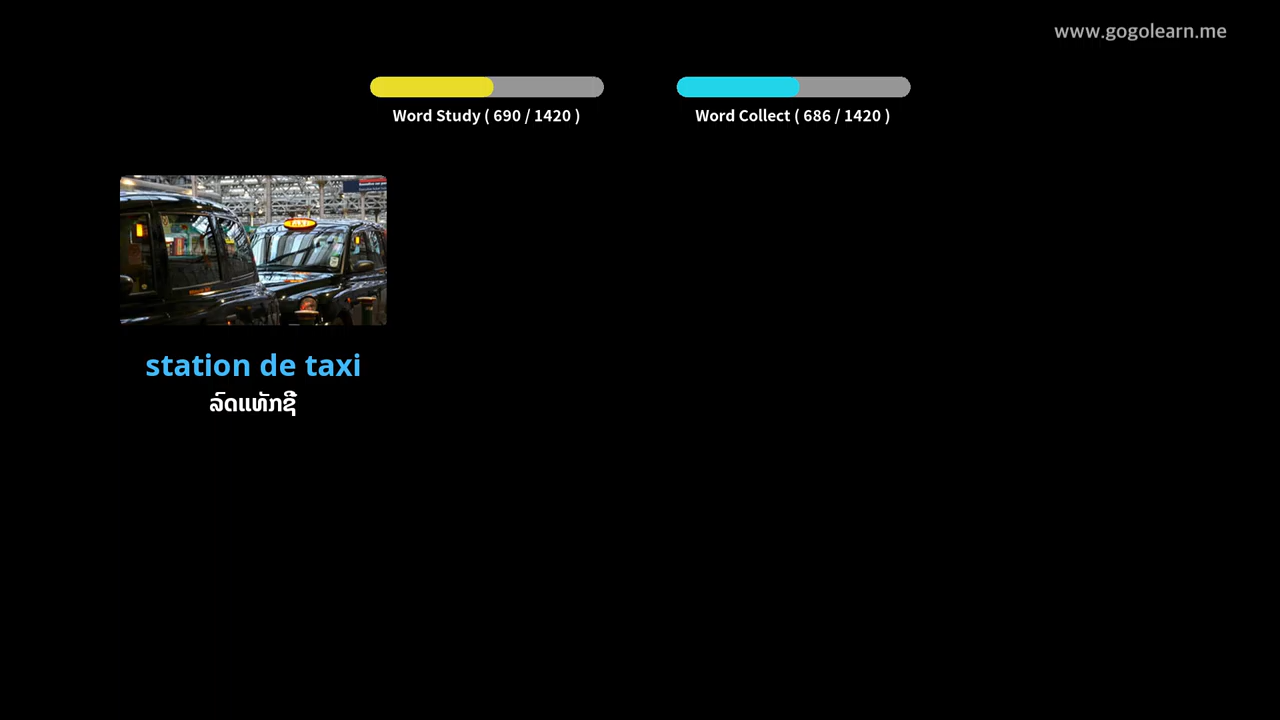 www.gogolearn.me
Word Study ( 690 / 1420 )
Word Collect ( 686 / 1420 )
TAXI
station de taxi
ລົດແທັກຊີ